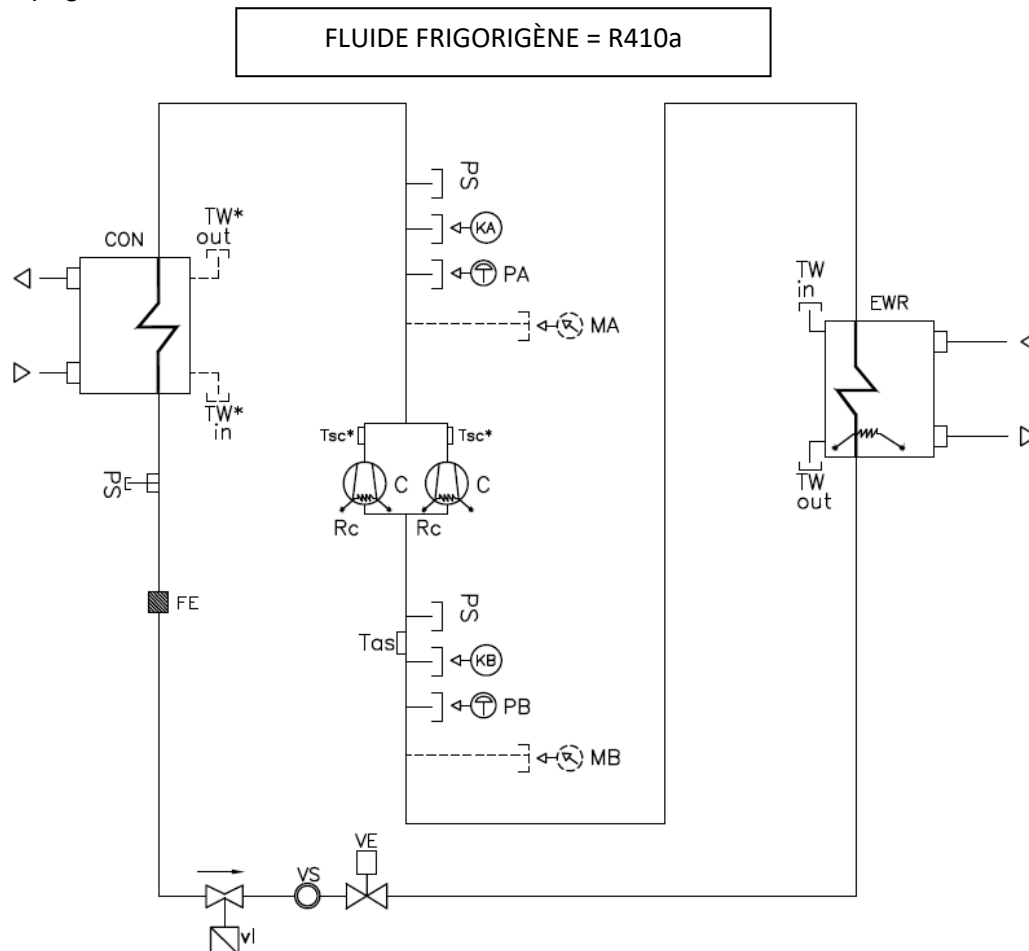 FLUIDE FRIGORIGÈNE = R410a
PS
TW*
out
CON
KA
PA
TW
in
EWR
MA
TW*
in
Tsc*
Tsc*
C
C
PS
TW
out
Rc
Rc
FE
PS
Tas
KB
PB
MB
VE
VS
vl